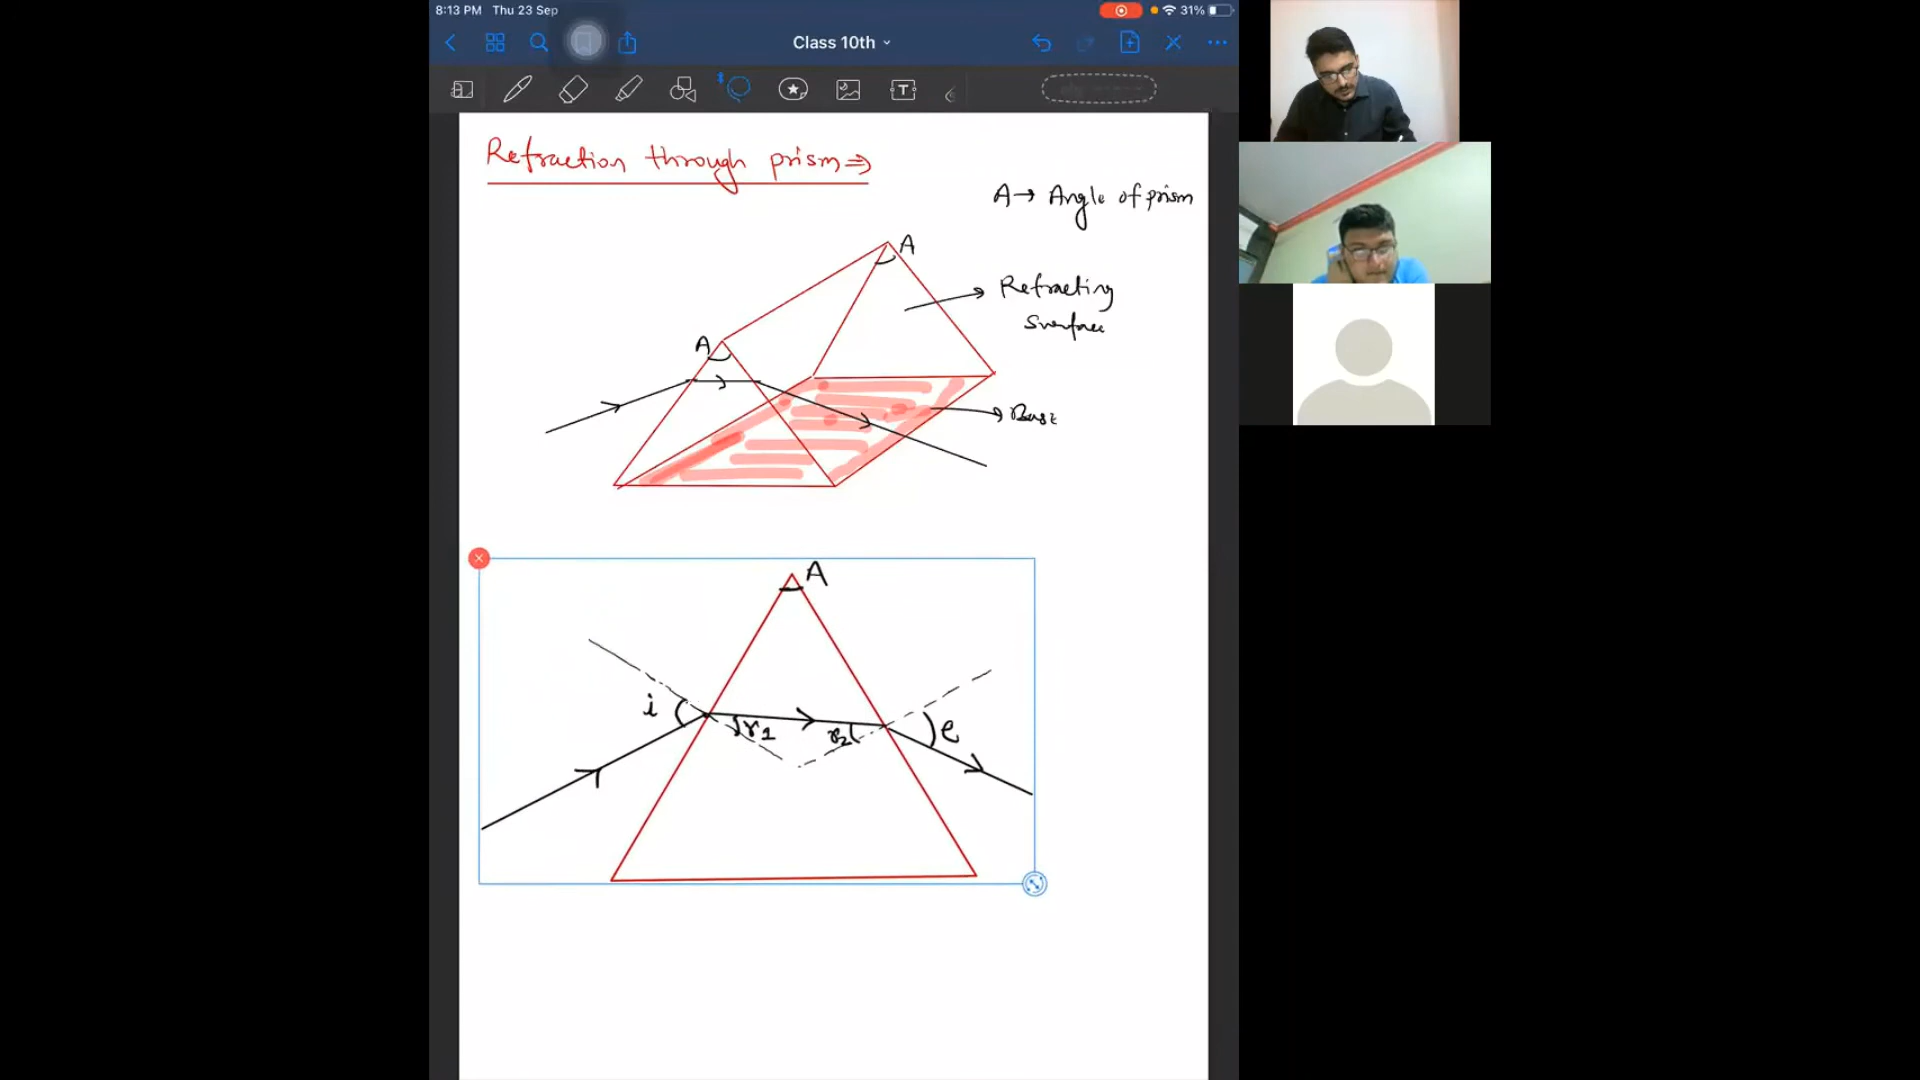 8:13 PM Thu 23 Sep
31%
Class 10th
T
Refraction through prism⇒
A→ Angle of prism
A
Refracting
Surface
A
Base
A
i
r1
r2
e